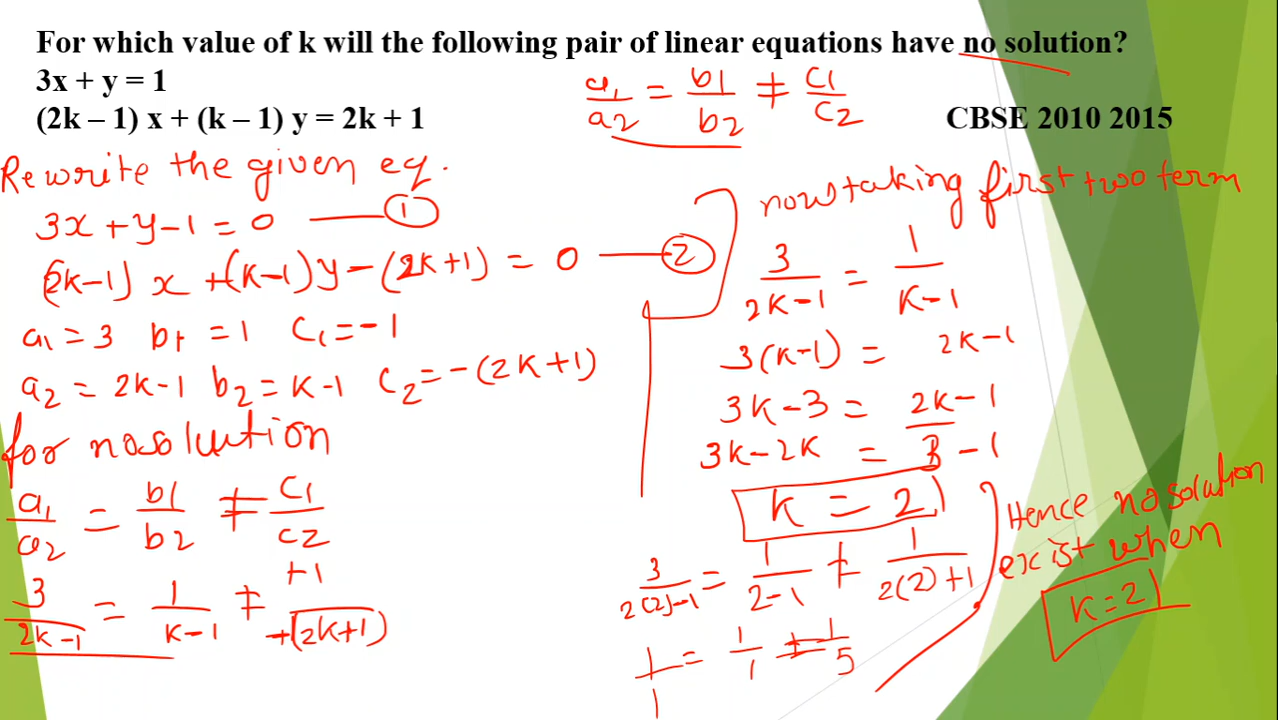 For which value of k will the following pair of linear equations have no solution?
3x + y = 1
(2k – 1) x + (k – 1) y = 2k + 1
CBSE 2010 2015
a1/a2 = b1/b2 ≠ c1/c2
Rewrite the given eq.
3x + y - 1 = 0 —— ①
(2k-1) x + (k-1) y - (2k+1) = 0 —— ②
a1 = 3 b1 = 1 c1 = -1
a2 = 2k-1 b2 = k-1 c2 = -(2k+1)
for no solution
a1/a2 = b1/b2 ≠ c1/c2
3/(2k-1) = 1/(k-1) ≠ +1/+(2k+1)
now taking first two term
3/(2k-1) = 1/(k-1)
3(k-1) = 2k-1
3k-3 = 2k-1
3k-2k = 3-1
k = 2
3/(2(2)-1) = 1/(2-1) ≠ 1/(2(2)+1)
1/1 = 1/1 ≠ 1/5
Hence no solution
exist when
k = 2